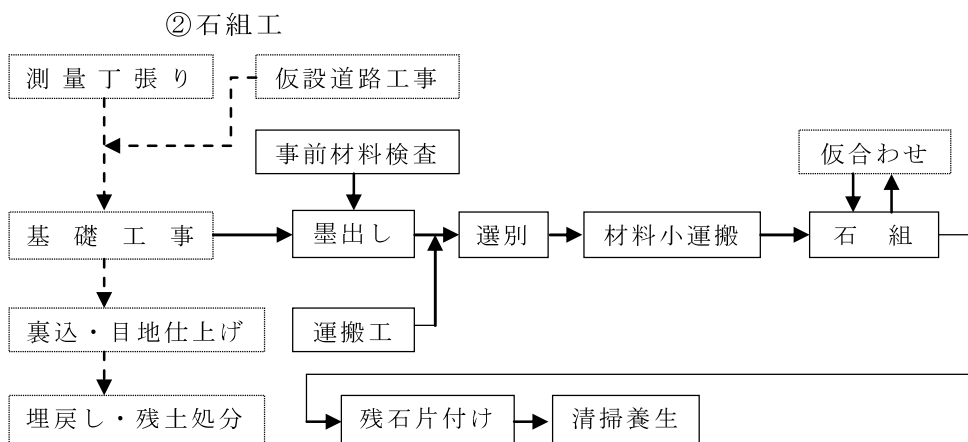 ②石組工
測量丁張り
仮設道路工事
事前材料検査
仮合わせ
基礎工事
墨出し
選別
材料小運搬
石組
裏込・目地仕上げ
運搬工
埋戻し・残土処分
残石片付け
清掃養生